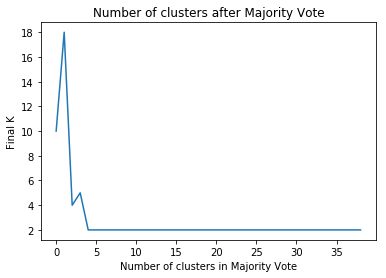 Number of clusters after Majority Vote
18
16
14
12
10
8
6
4
2
Final K
0 5 10 15 20 25 30 35
Number of clusters in Majority Vote